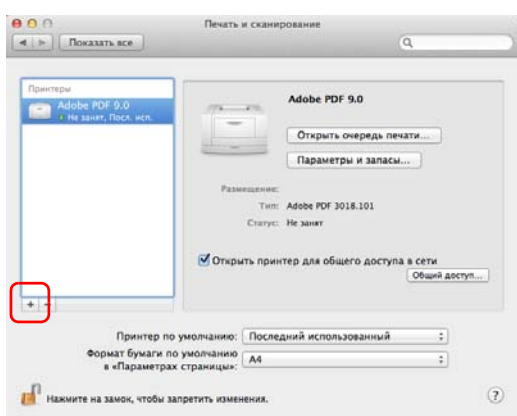 Печать и сканирование
Показать все
Принтеры
Adobe PDF 9.0
Не занят, Посл. исп.
Adobe PDF 9.0
Открыть очередь печати...
Параметры и запасы...
Размещение:
Тип: Adobe PDF 3018.101
Статус: Не занят
Открыть принтер для общего доступа в сети
Общий доступ...
+ −
Принтер по умолчанию: Последний использованный
Формат бумаги по умолчанию
в «Параметрах страницы»: A4
Нажмите на замок, чтобы запретить изменения.
?